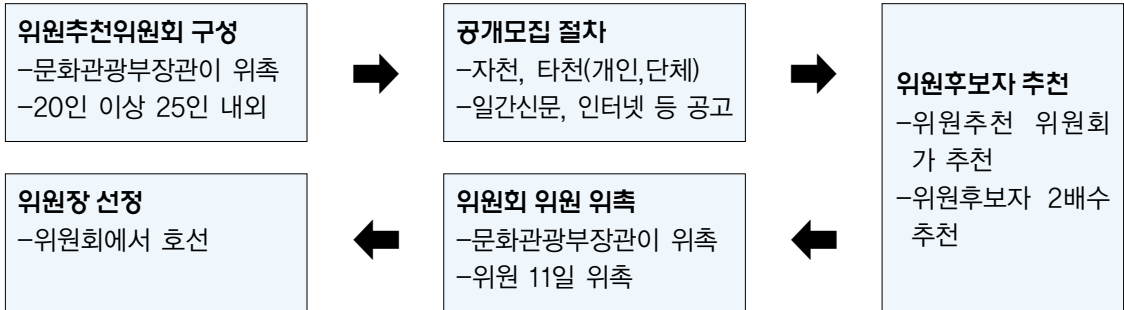 위원추천위원회 구성
-문화관광부장관이 위촉
-20인 이상 25인 내외
공개모집 절차
-자천, 타천(개인,단체)
-일간신문, 인터넷 등 공고
위원후보자 추천
-위원추천 위원회
가 추천
-위원후보자 2배수
추천
위원회 위원 위촉
-문화관광부장관이 위촉
-위원 11일 위촉
위원장 선정
-위원회에서 호선